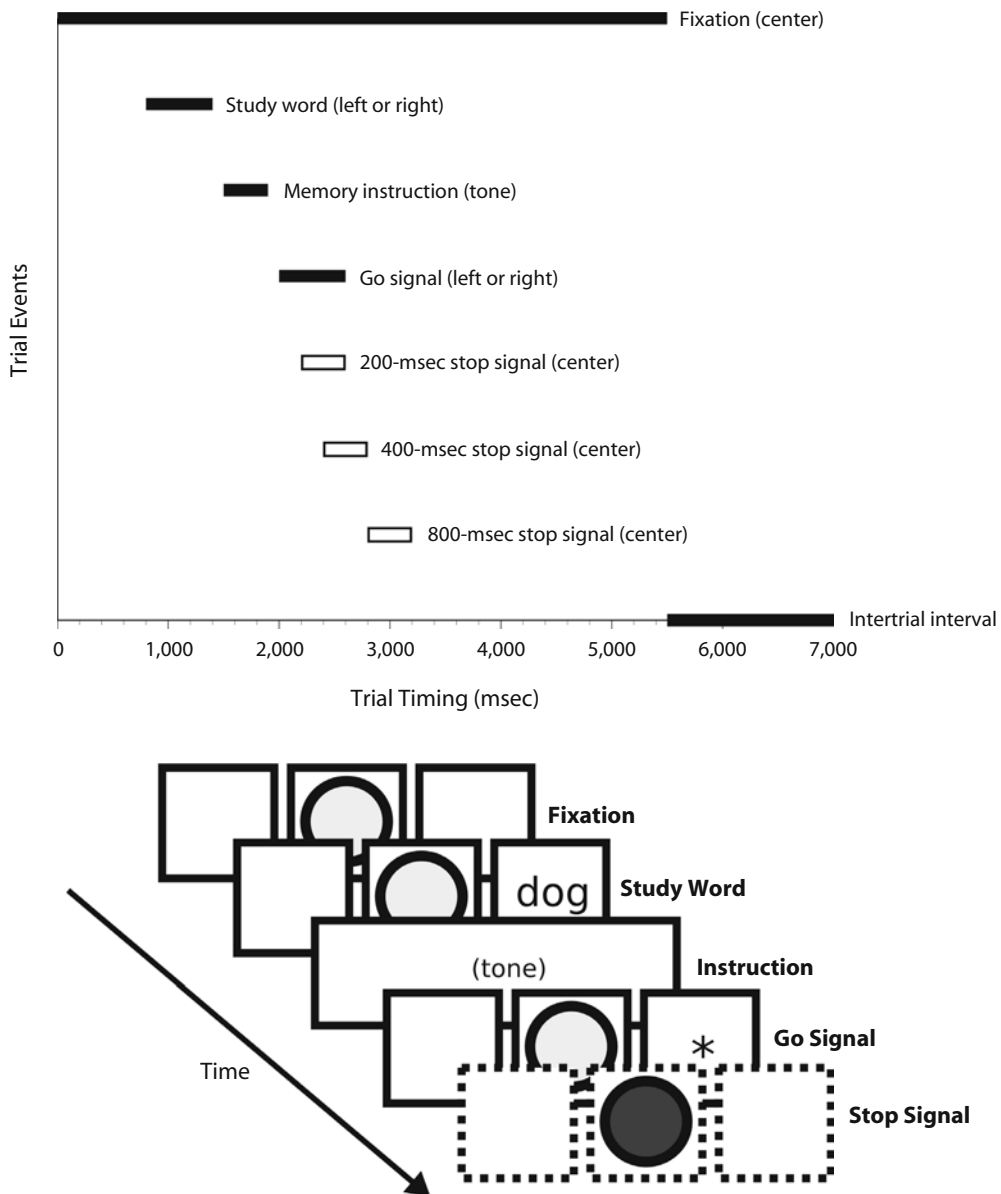 Fixation (center)
Study word (left or right)
Memory instruction (tone)
Go signal (left or right)
200-msec stop signal (center)
400-msec stop signal (center)
800-msec stop signal (center)
Intertrial interval
Trial Events
0 1,000 2,000 3,000 4,000 5,000 6,000 7,000
Trial Timing (msec)
Fixation
dog
Study Word
(tone)
Instruction
*
Go Signal
Time
Stop Signal